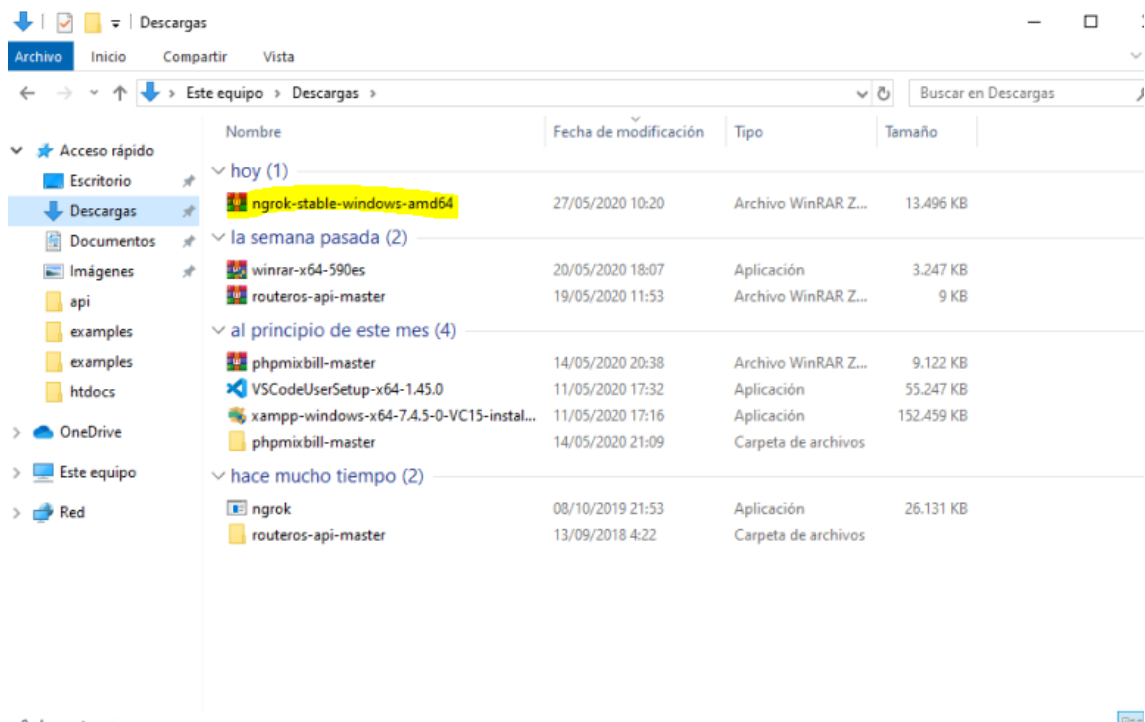 Descargas
Archivo Inicio Compartir Vista
Este equipo > Descargas > Buscar en Descargas
Nombre Fecha de modificación Tipo Tamaño
Acceso rápido
Escritorio
Descargas
Documentos
Imágenes
api
examples
examples
htdocs
OneDrive
Este equipo
Red
hoy (1)
ngrok-stable-windows-amd64 27/05/2020 10:20 Archivo WinRAR Z... 13.496 KB
la semana pasada (2)
winrar-x64-590es 20/05/2020 18:07 Aplicación 3.247 KB
routeros-api-master 19/05/2020 11:53 Archivo WinRAR Z... 9 KB
al principio de este mes (4)
phpmixbill-master 14/05/2020 20:38 Archivo WinRAR Z... 9.122 KB
VSCodeUserSetup-x64-1.45.0 11/05/2020 17:32 Aplicación 55.247 KB
xampp-windows-x64-7.4.5-0-VC15-instal... 11/05/2020 17:16 Aplicación 152.459 KB
phpmixbill-master 14/05/2020 21:09 Carpeta de archivos
hace mucho tiempo (2)
ngrok 08/10/2019 21:53 Aplicación 26.131 KB
routeros-api-master 13/09/2018 4:22 Carpeta de archivos